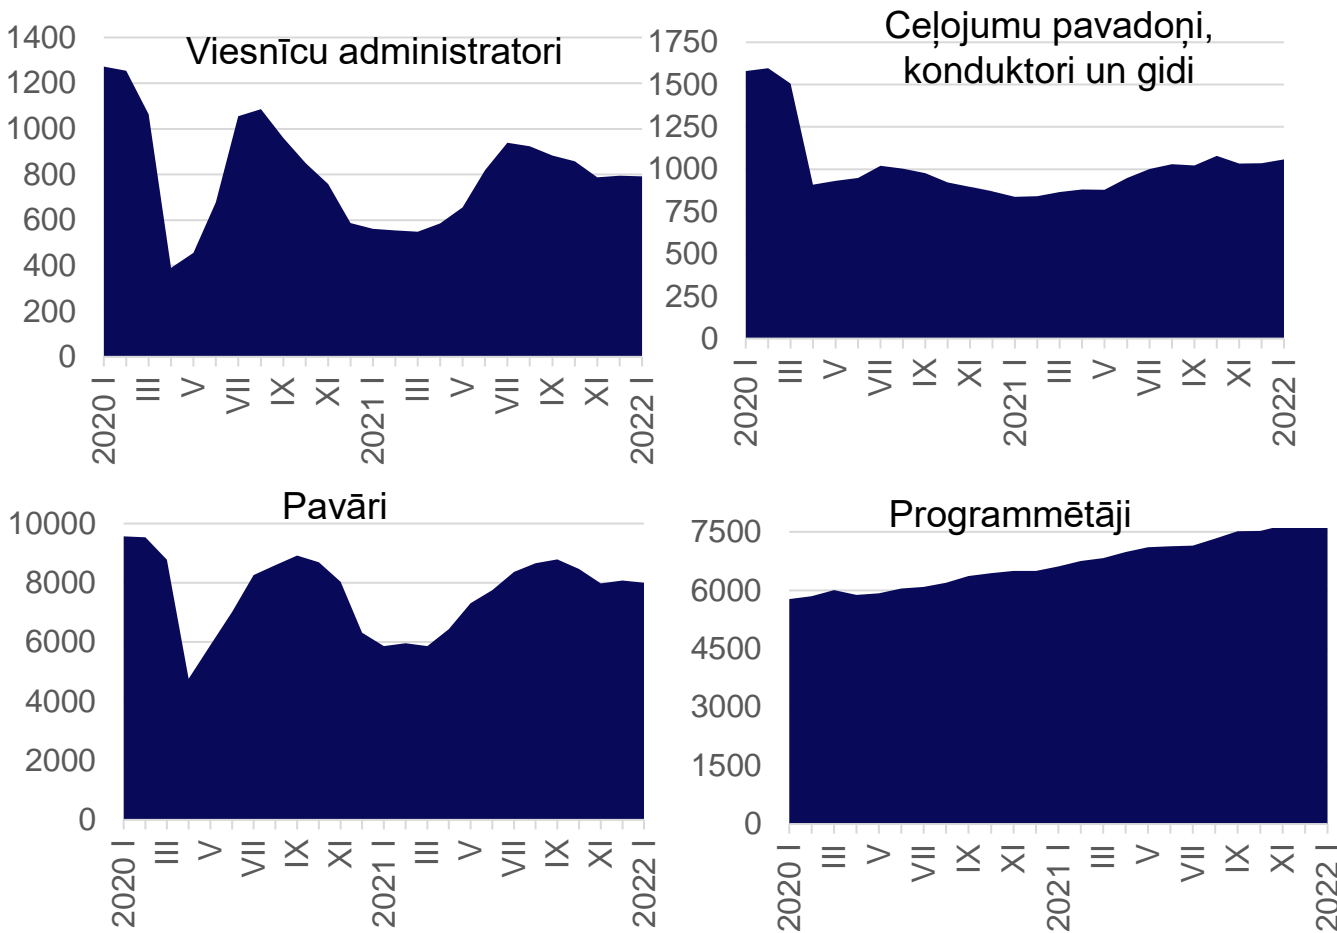 Viesnīcu administratori
1400
1200
1000
800
600
400
200
0
2020 I
III
V
VII
IX
XI
2021 I
III
V
VII
IX
XI
2022 I
Ceļojumu pavadoņi,
konduktori un gidi
1750
1500
1250
1000
750
500
250
0
2020 I
III
V
VII
IX
XI
2021 I
III
V
VII
IX
XI
2022 I
Pavāri
10000
8000
6000
4000
2000
0
2020 I
III
V
VII
IX
XI
2021 I
III
V
VII
IX
XI
2022 I
Programmētāji
7500
6000
4500
3000
1500
0
2020 I
III
V
VII
IX
XI
2021 I
III
V
VII
IX
XI
2022 I